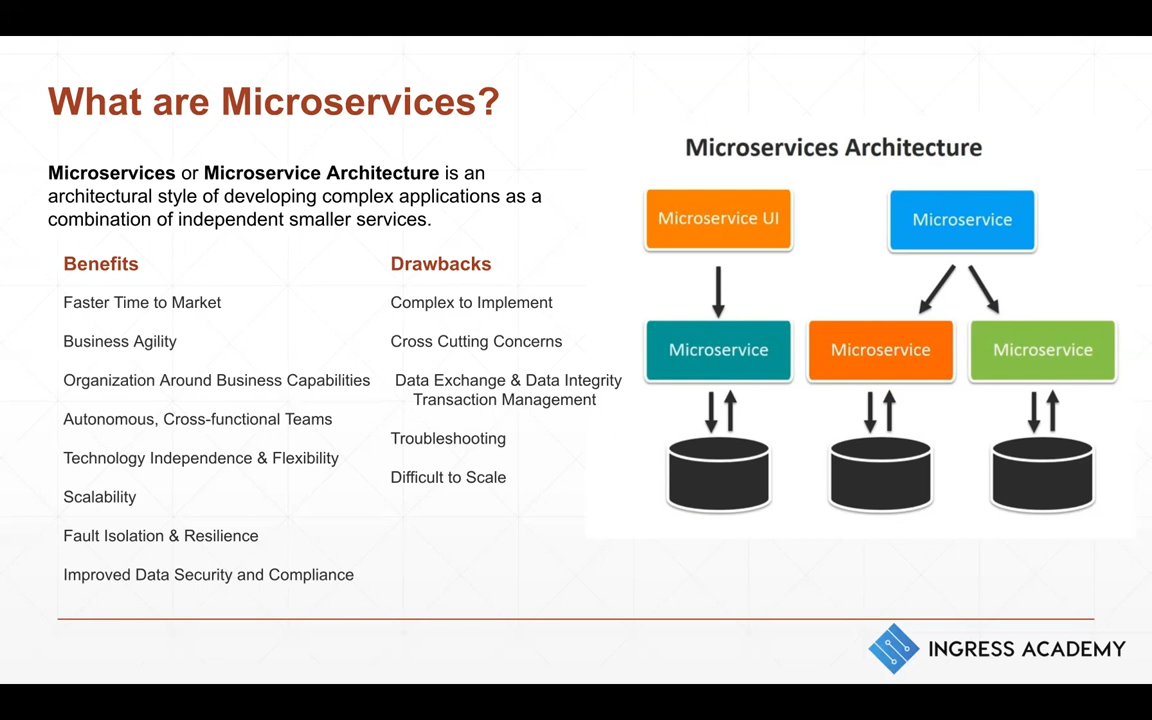 What are Microservices?
Microservices or Microservice Architecture is an
architectural style of developing complex applications as a
combination of independent smaller services.
Benefits
Faster Time to Market
Business Agility
Organization Around Business Capabilities
Autonomous, Cross-functional Teams
Technology Independence & Flexibility
Scalability
Fault Isolation & Resilience
Improved Data Security and Compliance
Drawbacks
Complex to Implement
Cross Cutting Concerns
Data Exchange & Data Integrity
Transaction Management
Troubleshooting
Difficult to Scale
Microservices Architecture
Microservice UI
Microservice
Microservice
Microservice
Microservice
INGRESS ACADEMY